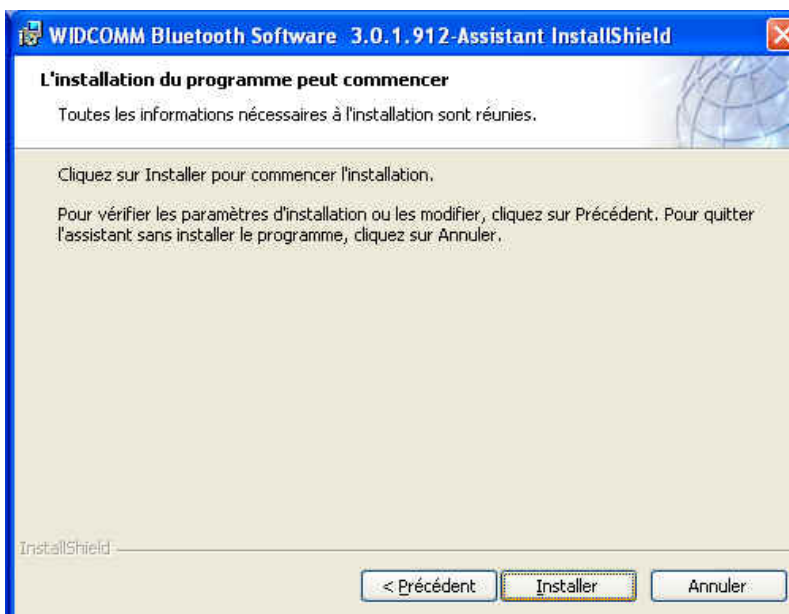 WIDCOMM Bluetooth Software 3.0.1.912-Assistant InstallShield
L'installation du programme peut commencer
Toutes les informations nécessaires à l'installation sont réunies.
Cliquez sur Installer pour commencer l'installation.
Pour vérifier les paramètres d'installation ou les modifier, cliquez sur Précédent. Pour quitter
l'assistant sans installer le programme, cliquez sur Annuler.
InstallShield
< Précédent Installer Annuler